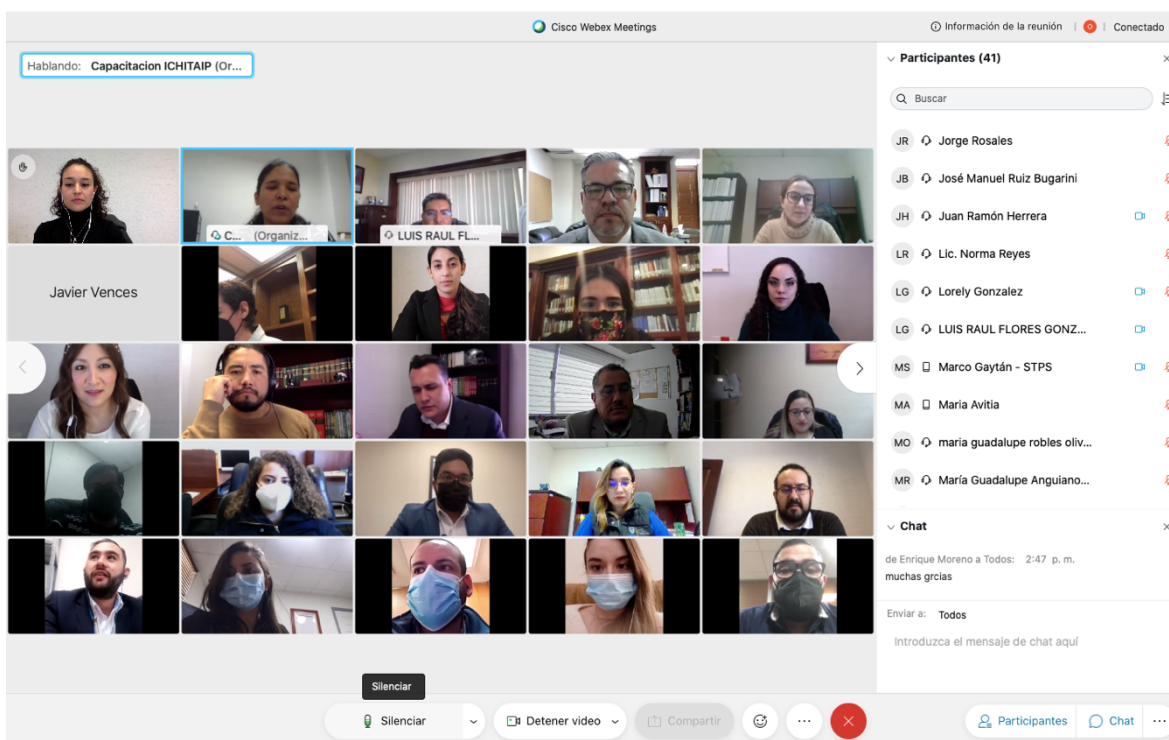 Cisco Webex Meetings
Información de la reunión
Conectado
Hablando: Capacitacion ICHITAIP (Or...
C... (Organiz...
LUIS RAUL FL...
Javier Vences
Participantes (41)
Buscar
JR Jorge Rosales
JB José Manuel Ruiz Bugarini
JH Juan Ramón Herrera
LR Lic. Norma Reyes
LG Lorely Gonzalez
LG LUIS RAUL FLORES GONZ...
MS Marco Gaytán - STPS
MA Maria Avitia
MO maria guadalupe robles oliv...
MR María Guadalupe Anguiano...
Chat
de Enrique Moreno a Todos: 2:47 p. m.
muchas grcias
Enviar a: Todos
Introduzca el mensaje de chat aquí
Silenciar
Silenciar
Detener video
Compartir
Participantes
Chat